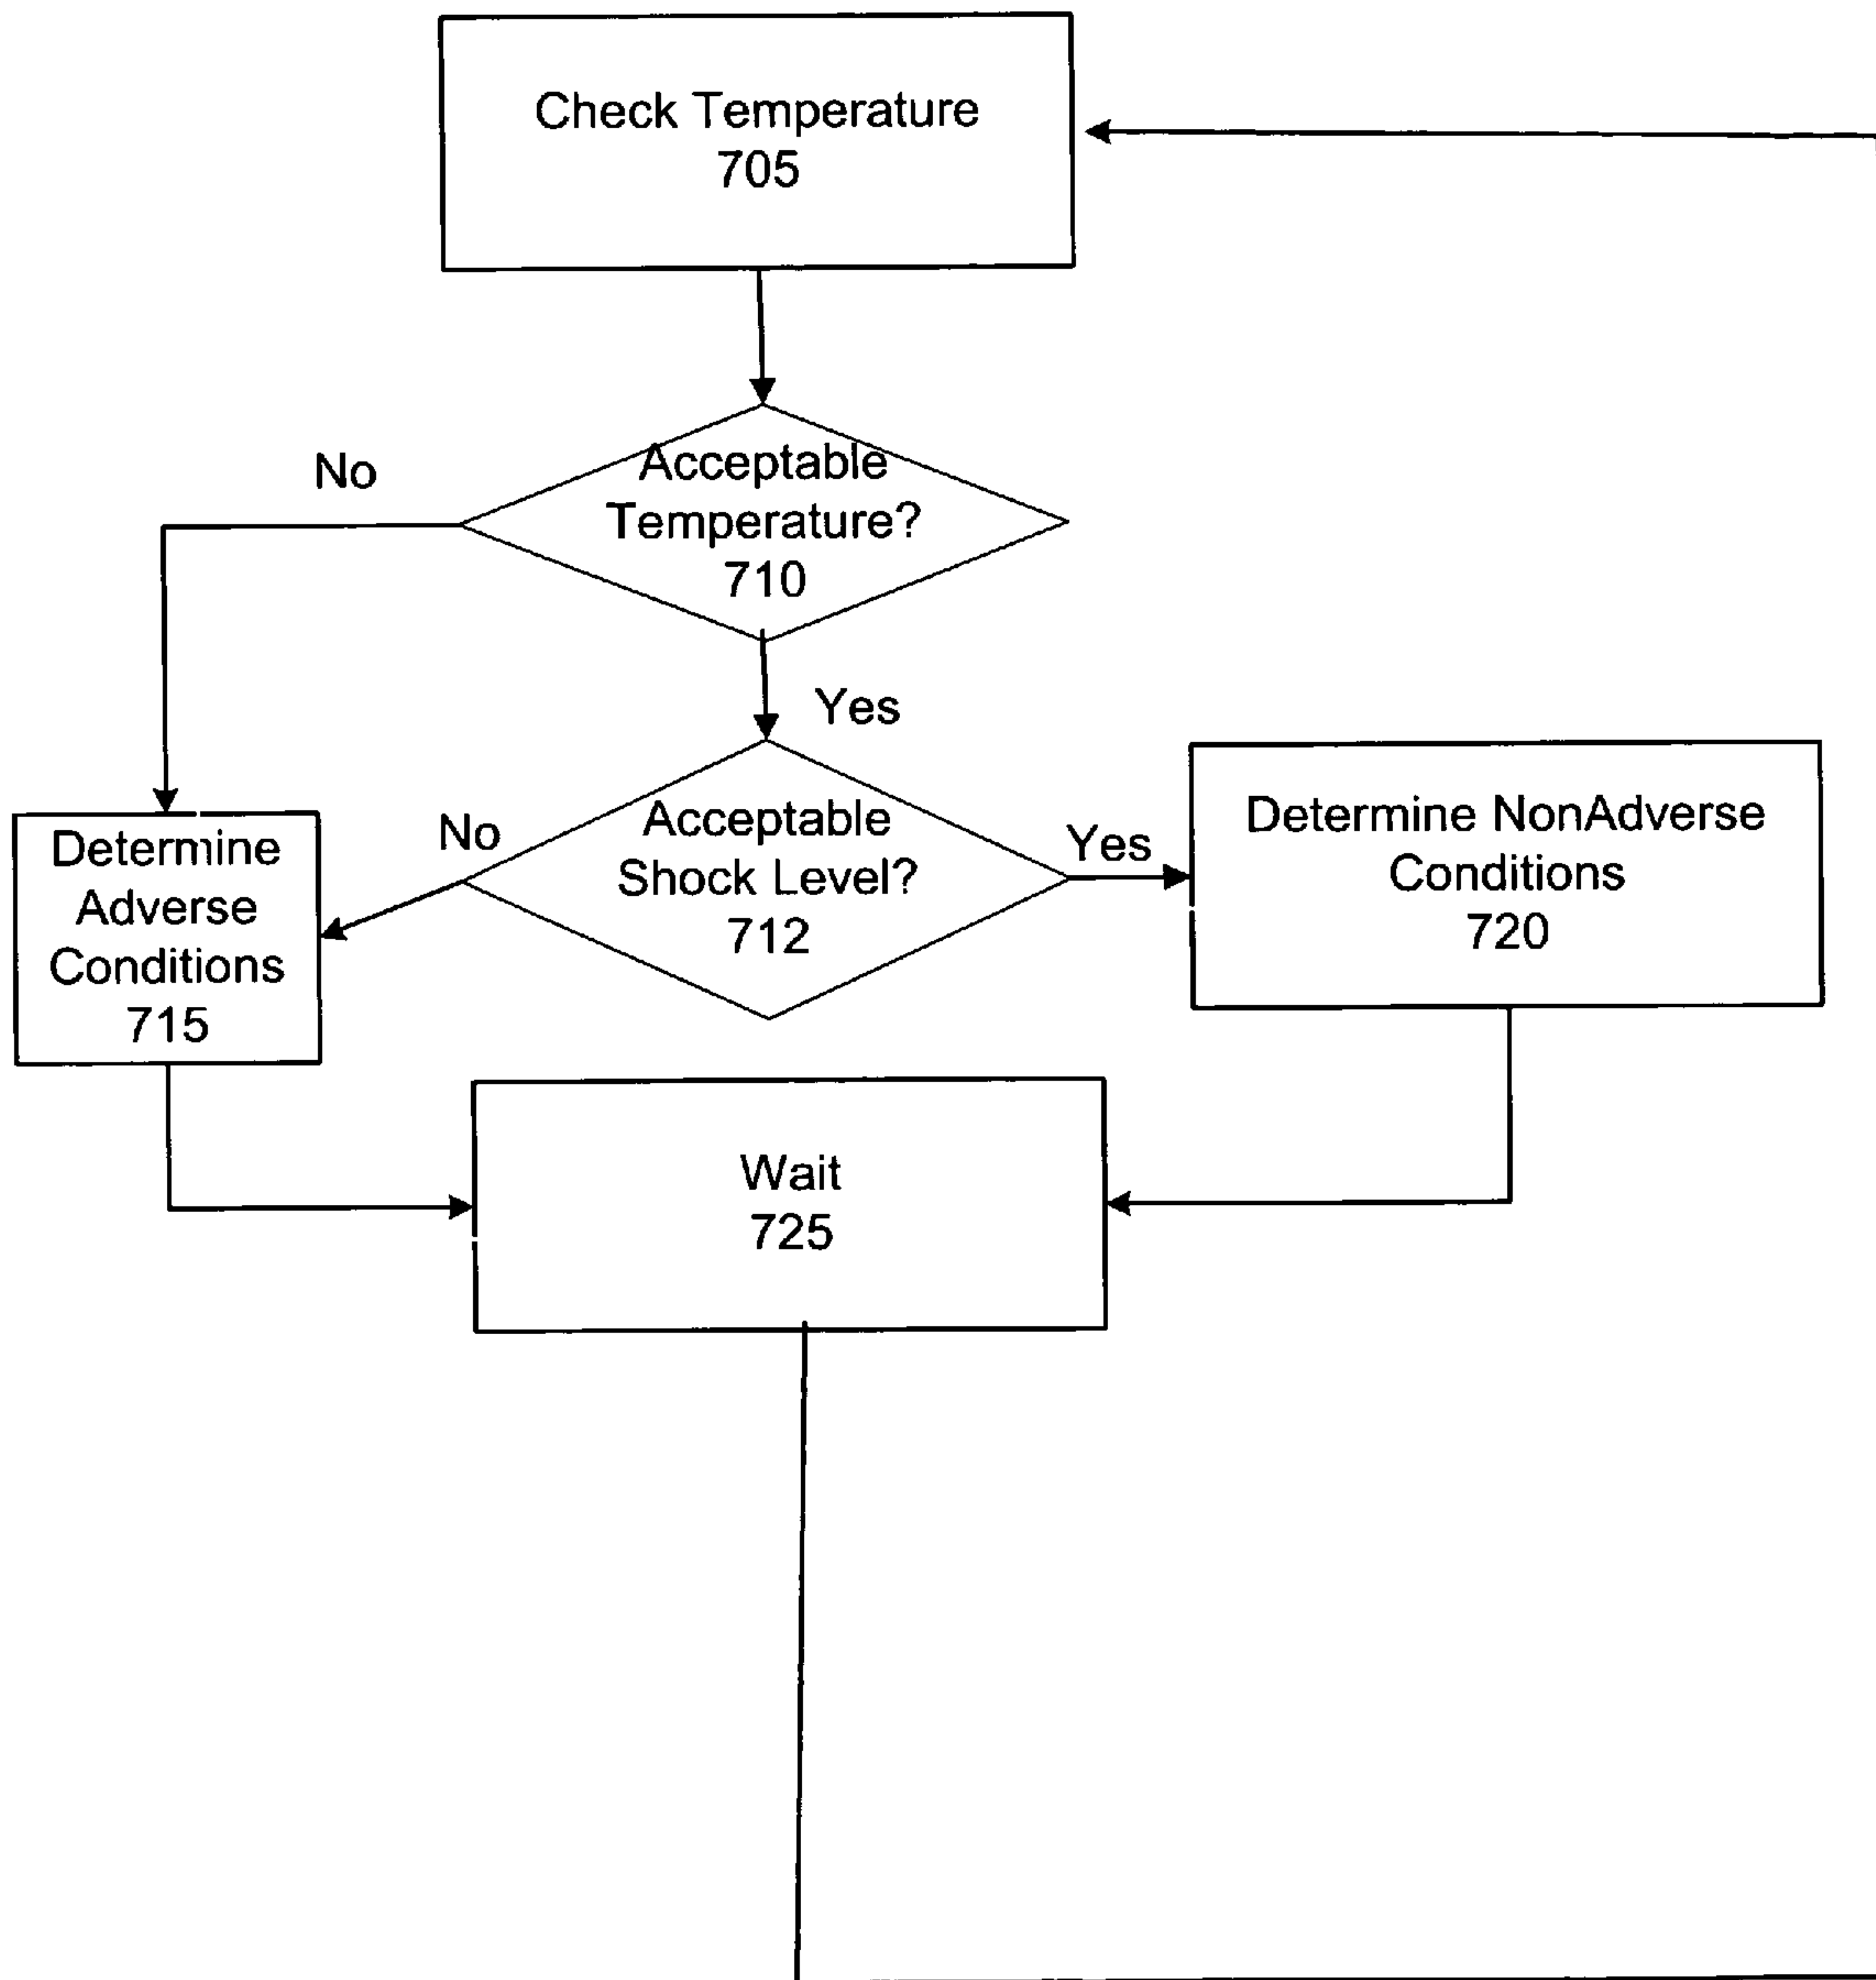 Check Temperature
705
No
Acceptable
Temperature?
710
Yes
Determine
Adverse
Conditions
715
No
Acceptable
Shock Level?
712
Yes
Determine NonAdverse
Conditions
720
Wait
725